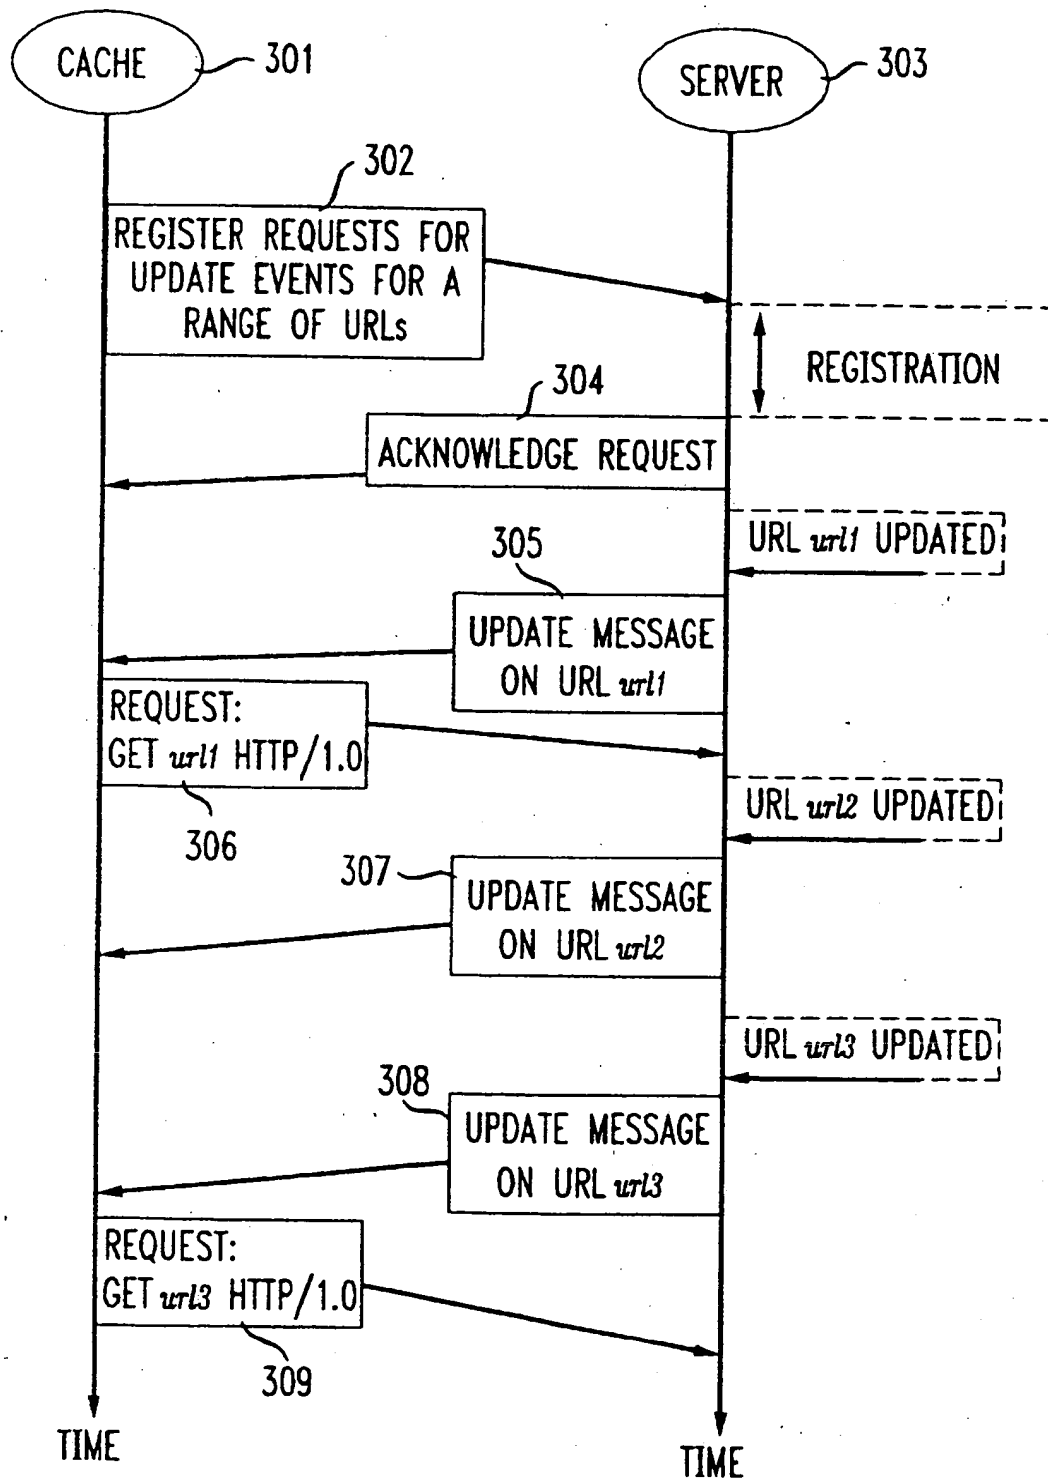 CACHE
301
SERVER
303
302
REGISTER REQUESTS FOR
UPDATE EVENTS FOR A
RANGE OF URLs
REGISTRATION
304
ACKNOWLEDGE REQUEST
URL url1 UPDATED
305
UPDATE MESSAGE
ON URL url1
REQUEST:
GET url1 HTTP/1.0
306
URL url2 UPDATED
307
UPDATE MESSAGE
ON URL url2
URL url3 UPDATED
308
UPDATE MESSAGE
ON URL url3
REQUEST:
GET url3 HTTP/1.0
309
TIME
TIME